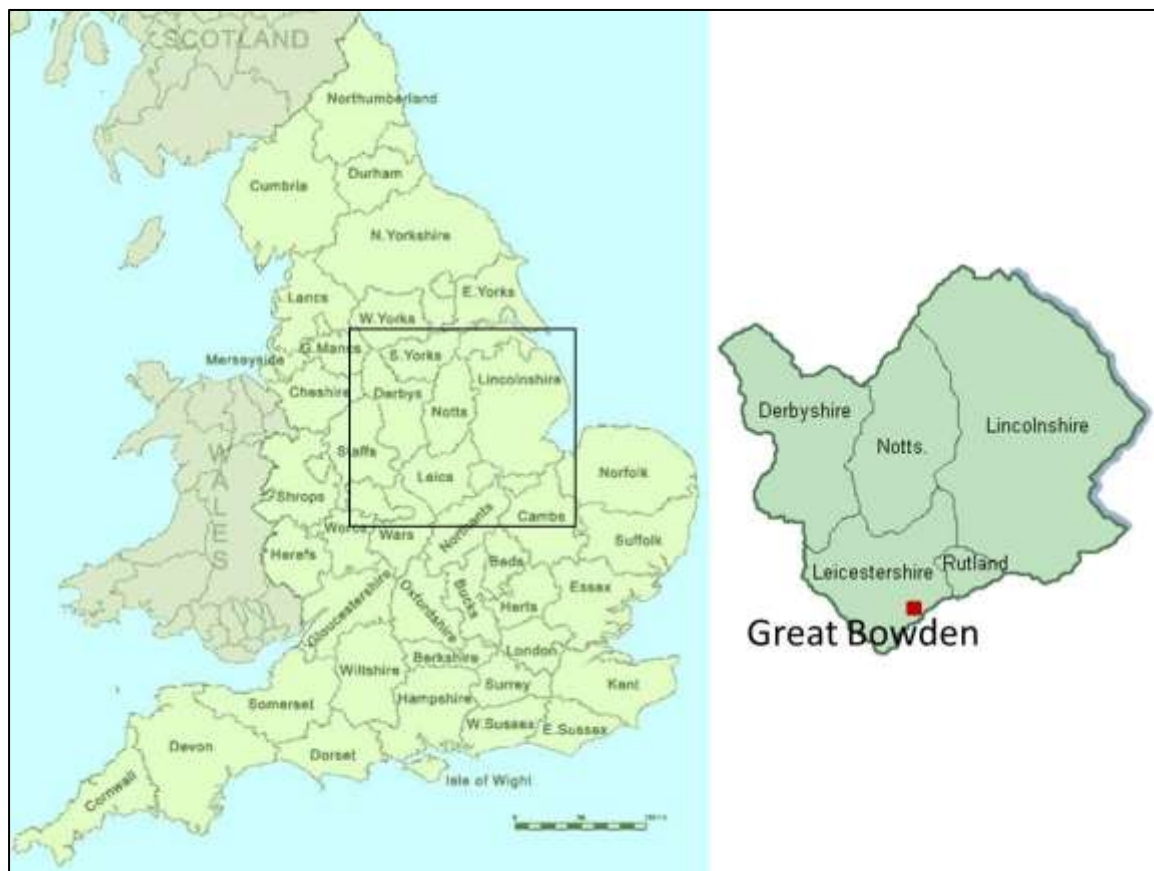 SCOTLAND
Northumberland
Durham
Cumbria
N.Yorkshire
E.Yorks
Lancs
W.Yorks
G.Mancs
S.Yorks
Merseyside
Lincolnshire
Cheshire
Derbys
Notts
Staffs
Norfolk
WALES
Leics
Shrops
Cambs
Northants
Worcs
Wars
Suffolk
Herefs
Beds
Essex
Bucks
Gloucestershire
Oxfordshire
Herts
London
Berkshire
Wiltshire
Surrey
Kent
Hampshire
Somerset
W.Sussex
E.Sussex
Devon
Dorset
Isle of Wight
Cornwall
0
Derbyshire
Lincolnshire
Notts.
Rutland
Leicestershire
Great Bowden